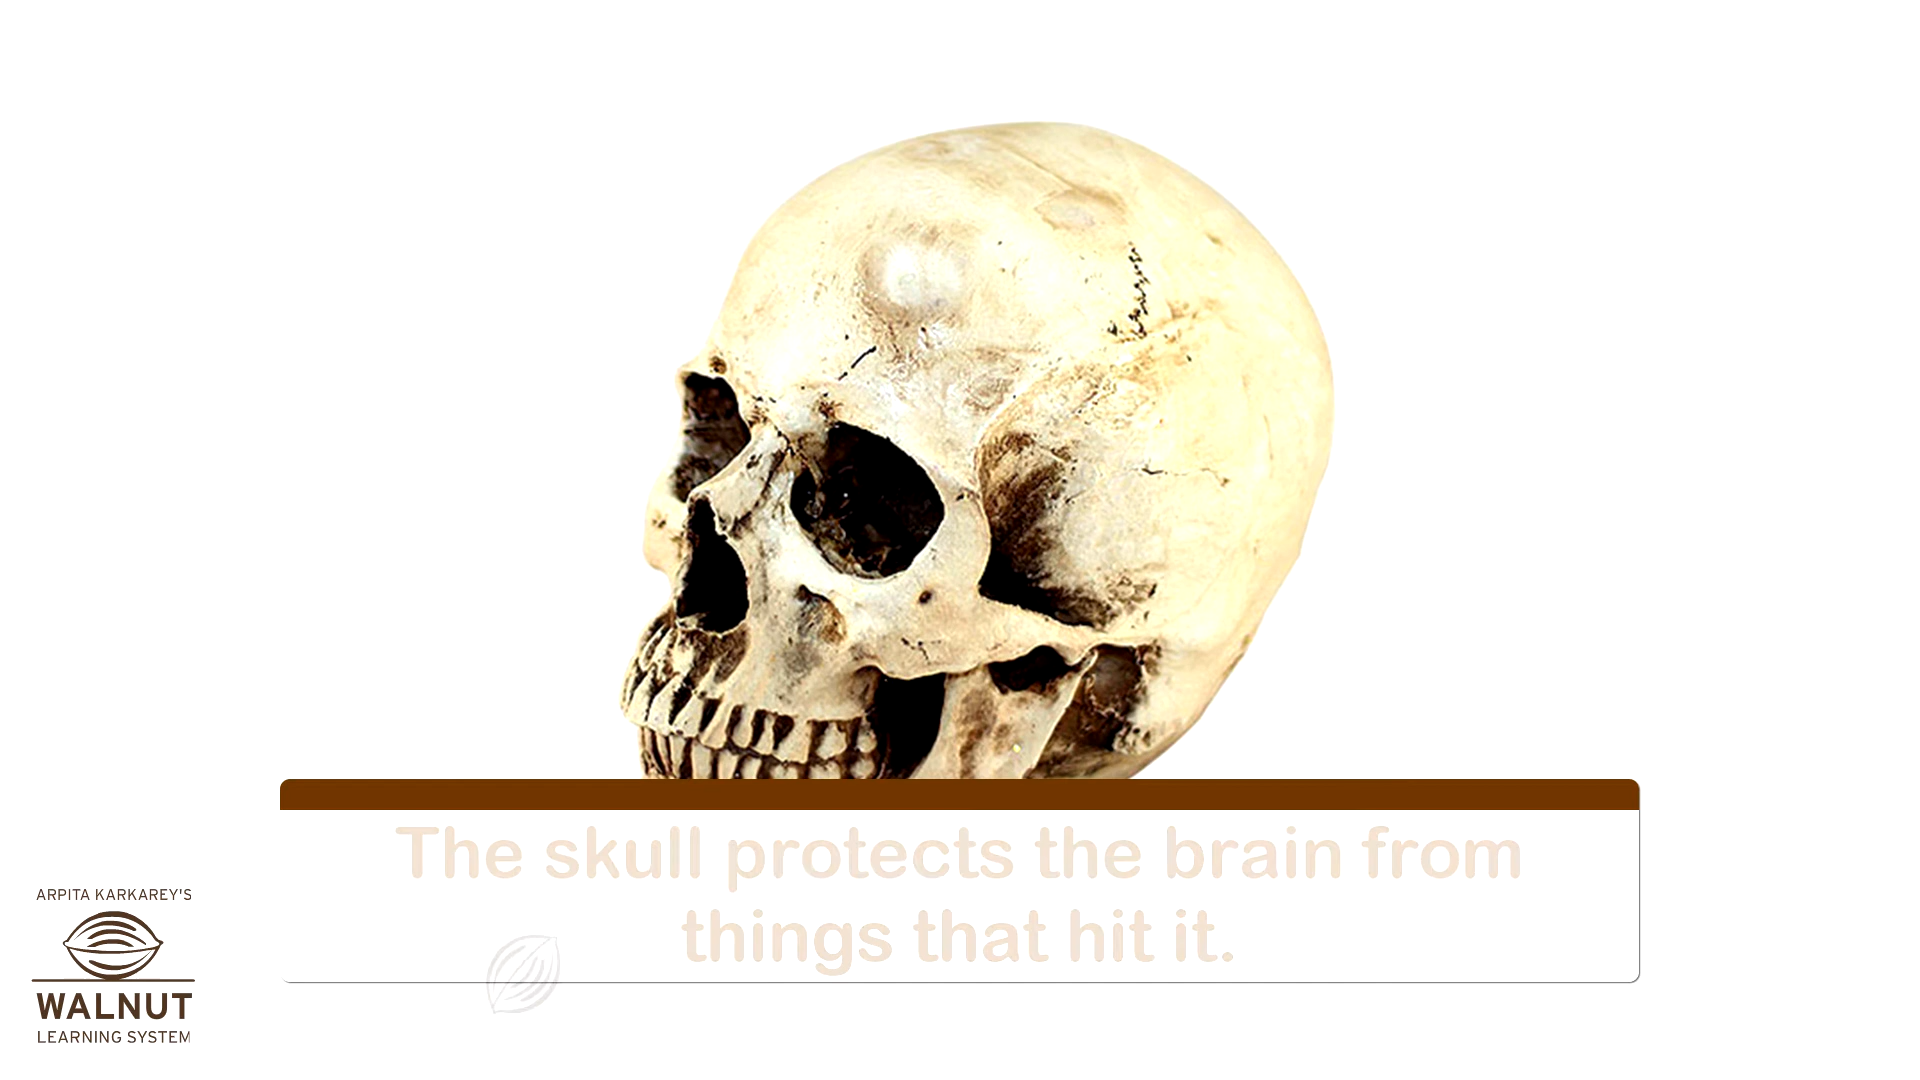 The skull protects the brain from
things that hit it.
ARPITA KARKAREY'S
WALNUT
LEARNING SYSTEM